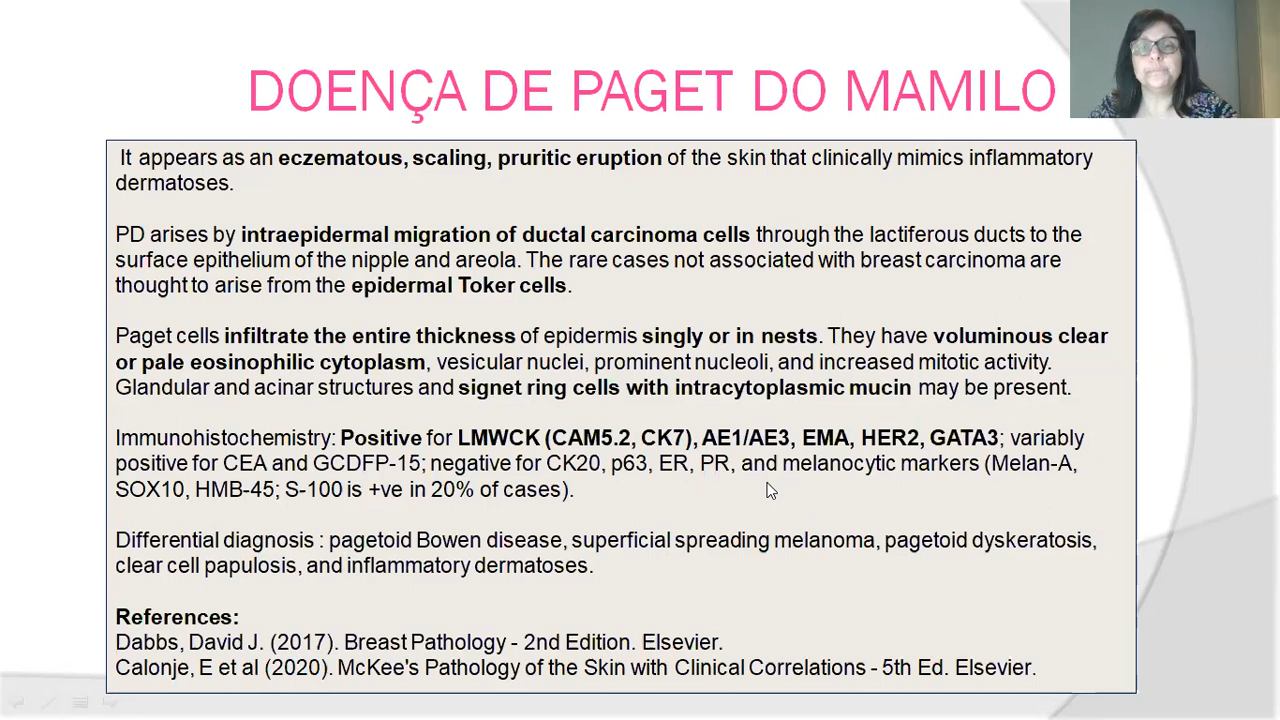 DOENÇA DE PAGET DO MAMILO
It appears as an eczematous, scaling, pruritic eruption of the skin that clinically mimics inflammatory
dermatoses.
PD arises by intraepidermal migration of ductal carcinoma cells through the lactiferous ducts to the
surface epithelium of the nipple and areola. The rare cases not associated with breast carcinoma are
thought to arise from the epidermal Toker cells.
Paget cells infiltrate the entire thickness of epidermis singly or in nests. They have voluminous clear
or pale eosinophilic cytoplasm, vesicular nuclei, prominent nucleoli, and increased mitotic activity.
Glandular and acinar structures and signet ring cells with intracytoplasmic mucin may be present.
Immunohistochemistry: Positive for LMWCK (CAM5.2, CK7), AE1/AE3, EMA, HER2, GATA3; variably
positive for CEA and GCDFP-15; negative for CK20, p63, ER, PR, and melanocytic markers (Melan-A,
SOX10, HMB-45; S-100 is +ve in 20% of cases).
Differential diagnosis : pagetoid Bowen disease, superficial spreading melanoma, pagetoid dyskeratosis,
clear cell papulosis, and inflammatory dermatoses.
References:
Dabbs, David J. (2017). Breast Pathology - 2nd Edition. Elsevier.
Calonje, E et al (2020). McKee's Pathology of the Skin with Clinical Correlations - 5th Ed. Elsevier.